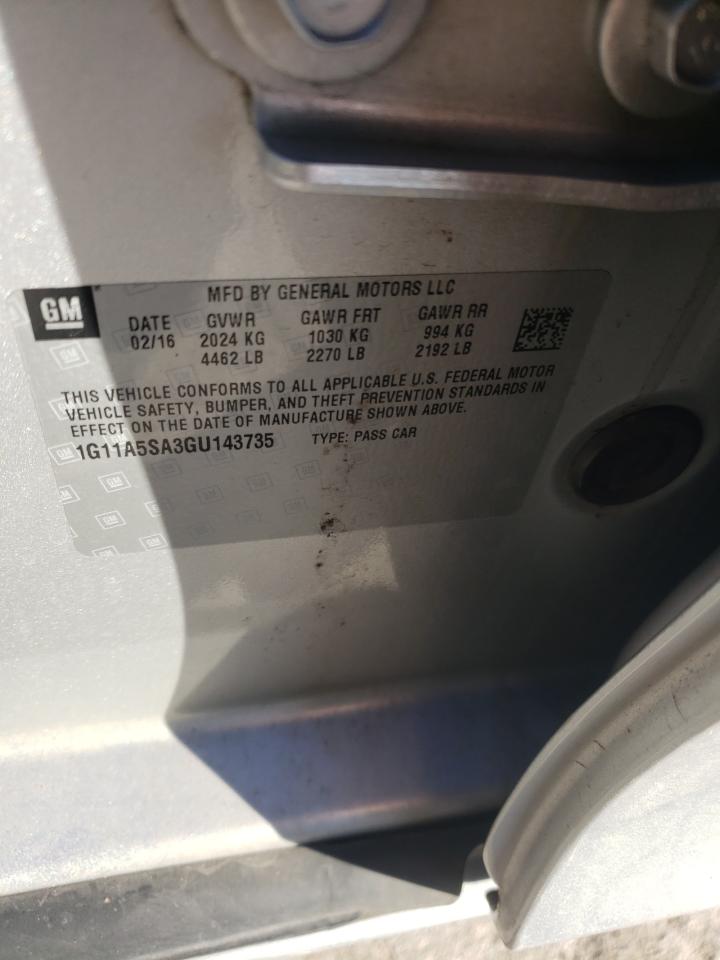 GM
MFD BY GENERAL MOTORS LLC
DATE GVWR GAWR FRT GAWR RR
02/16 2024 KG 1030 KG 994 KG
4462 LB 2270 LB 2192 LB
THIS VEHICLE CONFORMS TO ALL APPLICABLE U.S. FEDERAL MOTOR
VEHICLE SAFETY, BUMPER, AND THEFT PREVENTION STANDARDS IN
EFFECT ON THE DATE OF MANUFACTURE SHOWN ABOVE.
1G11A5SA3GU143735 TYPE: PASS CAR